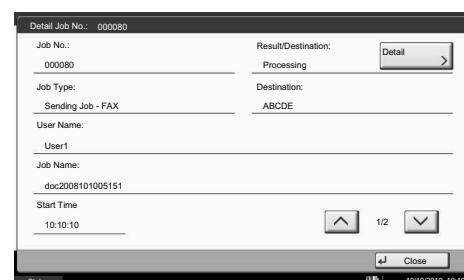 Detail Job No.: 000080
Job No.:
000080
Result/Destination:
Processing
Detail
Job Type:
Sending Job - FAX
Destination:
ABCDE
User Name:
User1
Job Name:
doc2008101005151
Start Time
10:10:10
1/2
Close